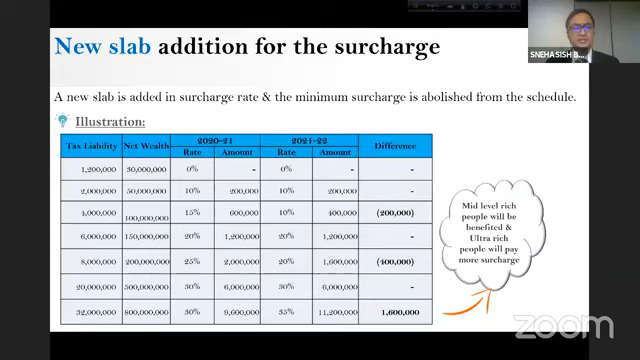 New slab addition for the surcharge
SNEHASISH B...
A new slab is added in surcharge rate & the minimum surcharge is abolished from the schedule.
Illustration:
Tax Liability Net Wealth 2020-21 2021-22 Difference
Rate Amount Rate Amount
1,200,000 30,000,000 0% - 0% - -
2,000,000 50,000,000 10% 200,000 10% 200,000 -
4,000,000 100,000,000 15% 600,000 10% 400,000 (200,000)
6,000,000 150,000,000 20% 1,200,000 20% 1,200,000 -
8,000,000 200,000,000 25% 2,000,000 20% 1,600,000 (400,000)
20,000,000 500,000,000 30% 6,000,000 30% 6,000,000 -
32,000,000 800,000,000 30% 9,600,000 35% 11,200,000 1,600,000
Mid level rich
people will be
benefited &
Ultra rich
people will pay
more surcharge
zoom